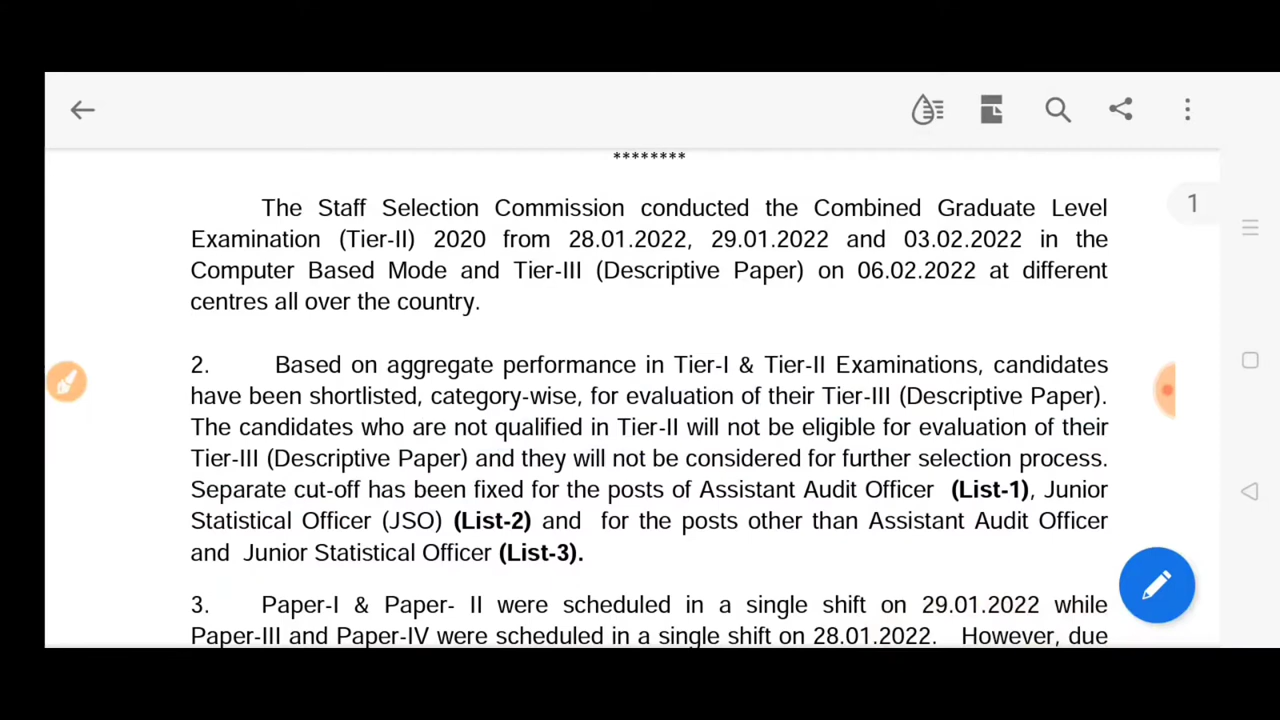 ********
1
The Staff Selection Commission conducted the Combined Graduate Level
Examination (Tier-II) 2020 from 28.01.2022, 29.01.2022 and 03.02.2022 in the
Computer Based Mode and Tier-III (Descriptive Paper) on 06.02.2022 at different
centres all over the country.
2. Based on aggregate performance in Tier-I & Tier-II Examinations, candidates
have been shortlisted, category-wise, for evaluation of their Tier-III (Descriptive Paper).
The candidates who are not qualified in Tier-II will not be eligible for evaluation of their
Tier-III (Descriptive Paper) and they will not be considered for further selection process.
Separate cut-off has been fixed for the posts of Assistant Audit Officer (List-1), Junior
Statistical Officer (JSO) (List-2) and for the posts other than Assistant Audit Officer
and Junior Statistical Officer (List-3).
3. Paper-I & Paper- II were scheduled in a single shift on 29.01.2022 while
Paper-III and Paper-IV were scheduled in a single shift on 28.01.2022. However, due